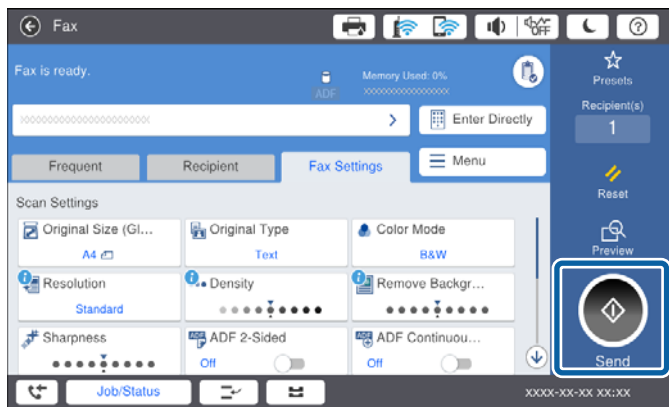 Fax
OFF
Fax is ready.
ADF
Memory Used: 0%
xxxxxxxxxxxxxxxxxx
Presets
Recipient(s)
1
Enter Directly
Frequent
Recipient
Fax Settings
Menu
Reset
Scan Settings
Original Size (Gl...
A4
Original Type
Text
Color Mode
B&W
Preview
Resolution
Standard
Density
Remove Backgr...
Sharpness
ADF 2-Sided
Off
ADF Continuou...
Off
Send
Job/Status
xxxx-xx-xx xx:xx